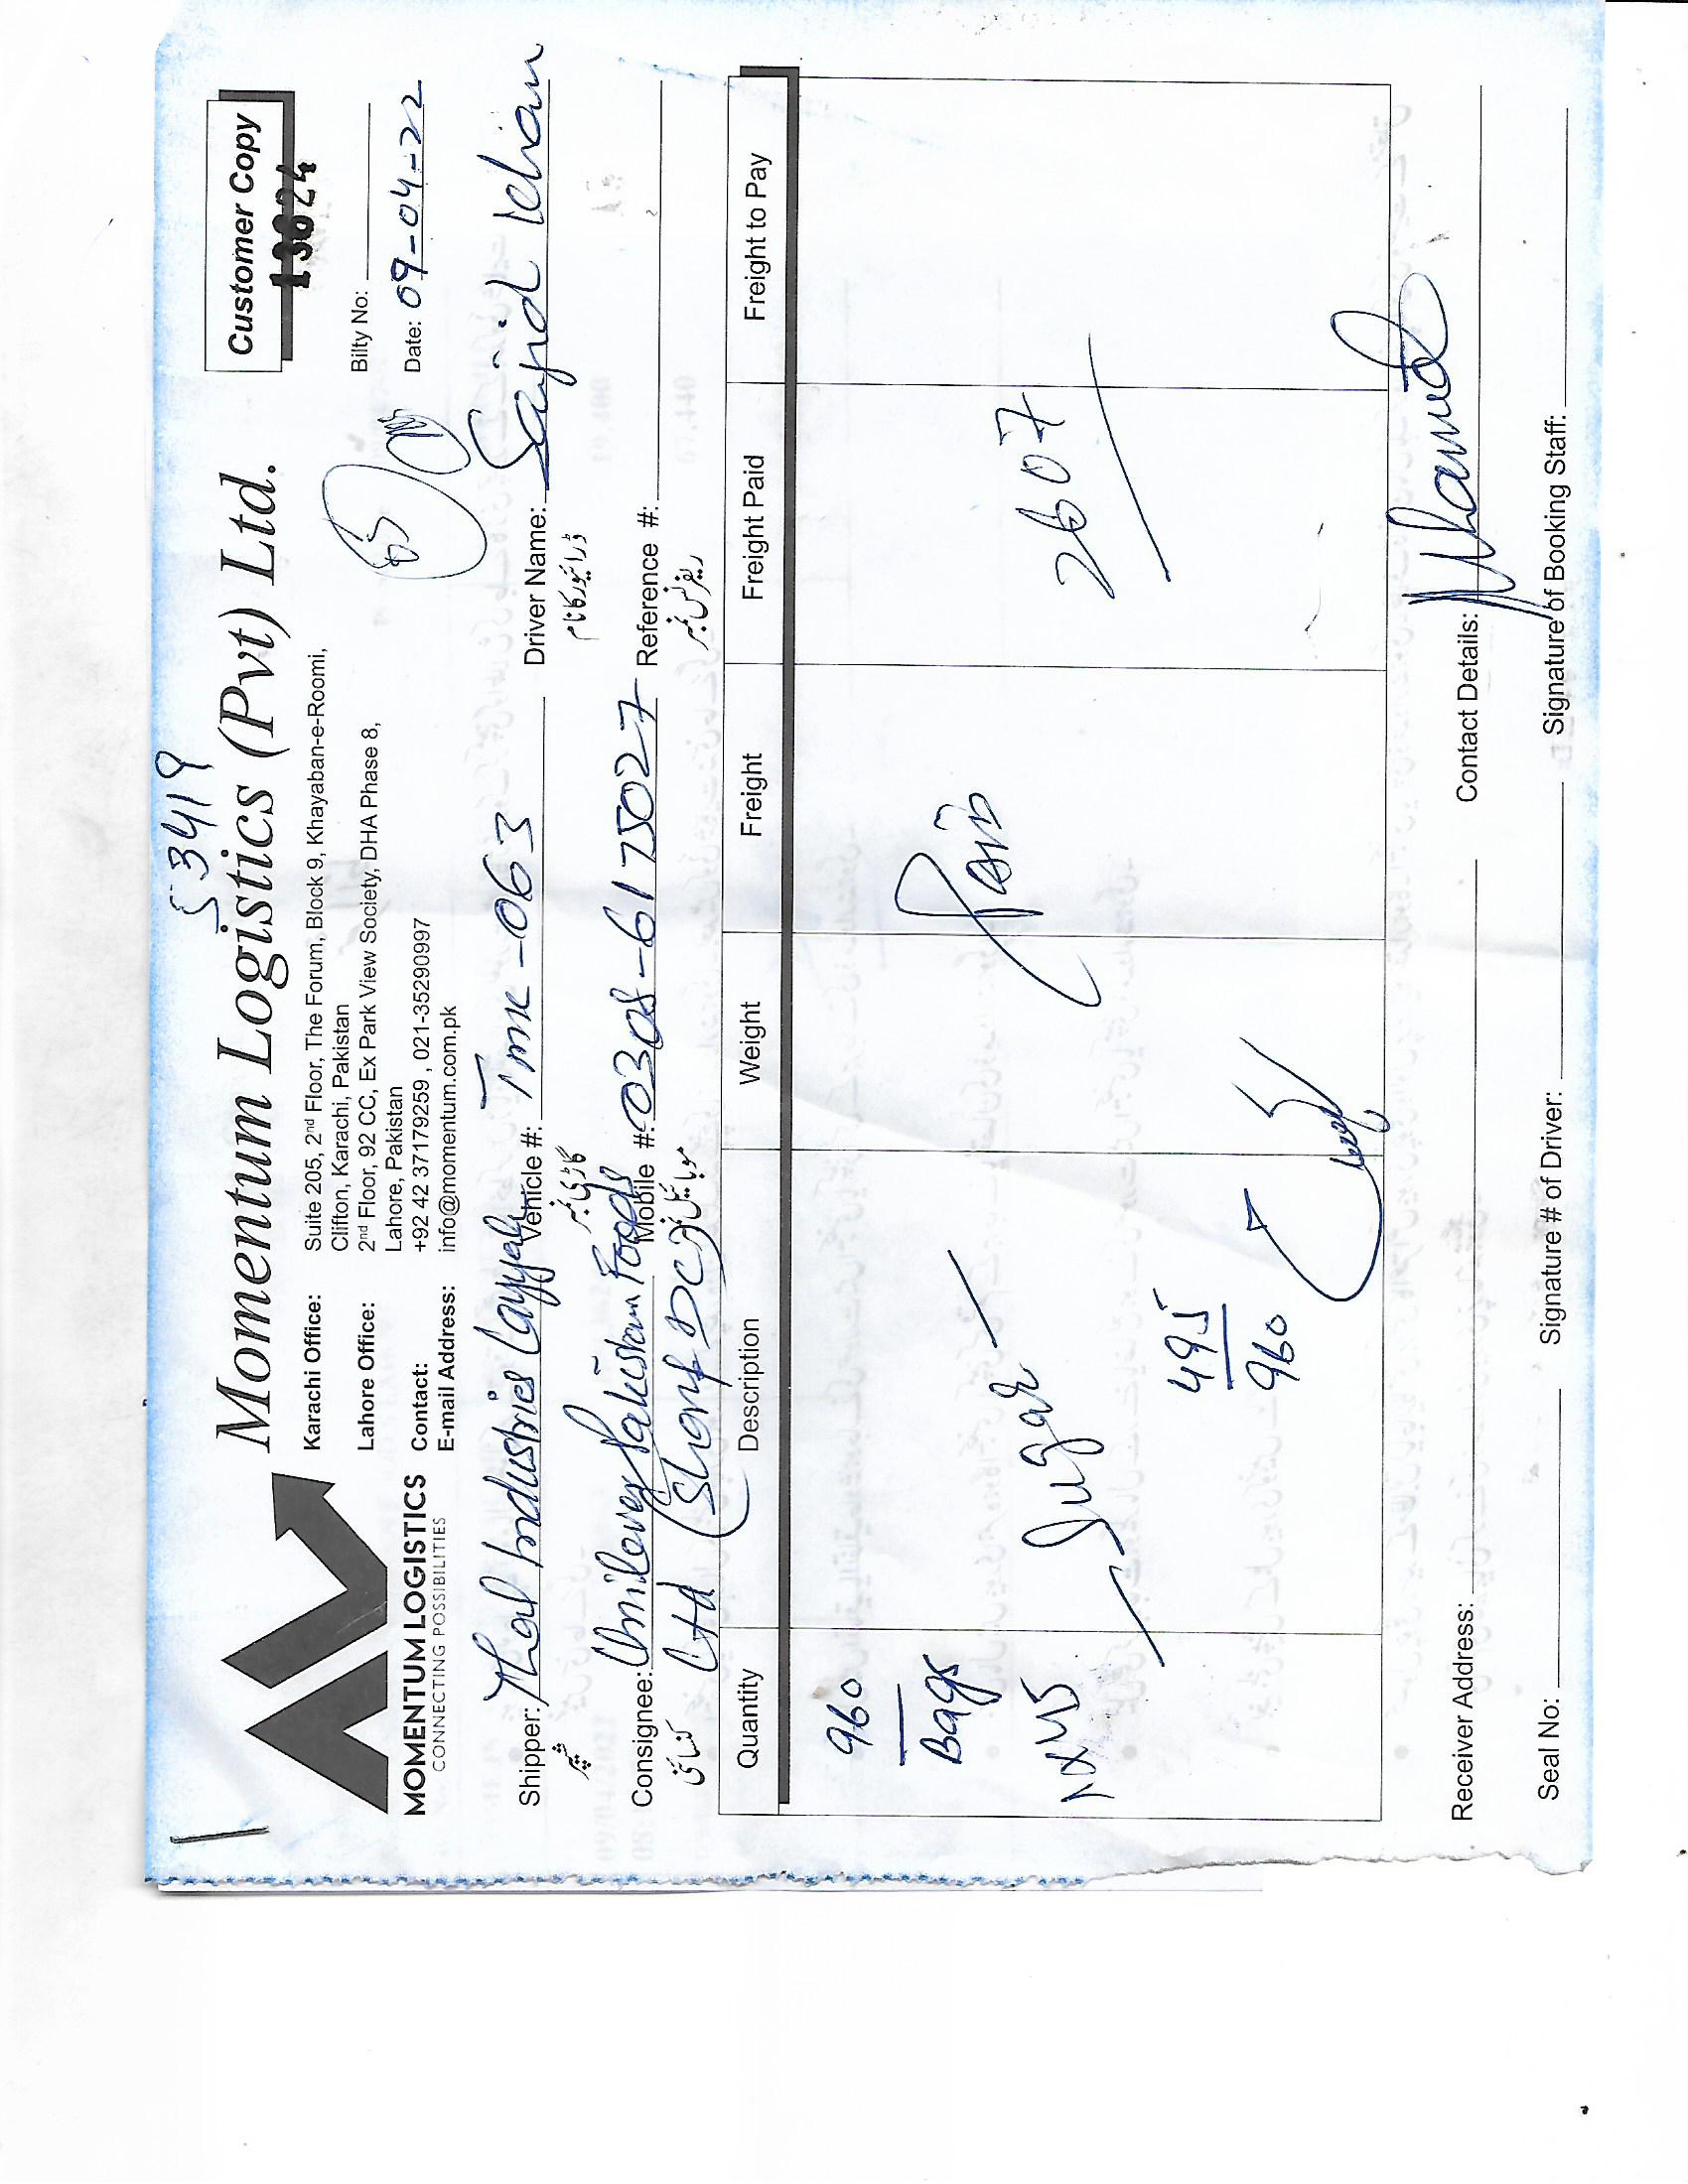 53419
Momentum Logistics (Pvt) Ltd.
Customer Copy
13624
MOMENTUM LOGISTICS
CONNECTING POSSIBILITIES
Karachi Office: Suite 205, 2nd Floor, The Forum, Block 9, Khayaban-e-Roomi,
Clifton, Karachi, Pakistan
Lahore Office: 2nd Floor, 92 CC, Ex Park View Society, DHA Phase 8,
Lahore, Pakistan
Contact: +92 42 37179259 , 021-35290997
E-mail Address: info@momentum.com.pk
Bilty No:
Date: 09-04-22
Shipper: Thal Industries Layyah Vehicle #: Tmk-063 Driver Name: Sajid Khan
شیپر گاڑی نمبر ڈرائیور کا نام
Consignee: Unilever Pakistan Foods Mobile #: 0308-6175027 Reference #:
Ltd (Sharf DC)
کنسائنی موبائیل نمبر ریفرنس نمبر
Quantity Description Weight Freight Freight Paid Freight to Pay
960
Bags
1x45
Sugar
Paid
2607
495
960
Receiver Address: Contact Details:
Seal No: Signature # of Driver: Signature of Booking Staff: